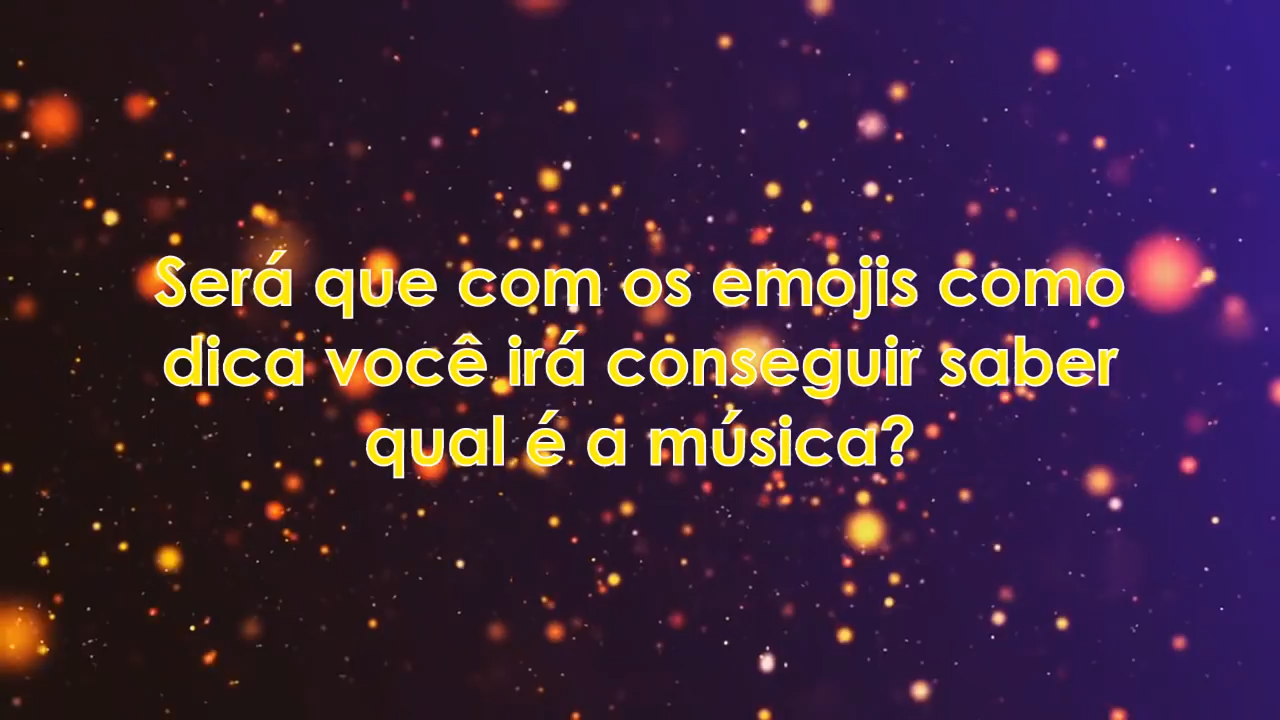 Será que com os emojis como
dica você irá conseguir saber
qual é a música?